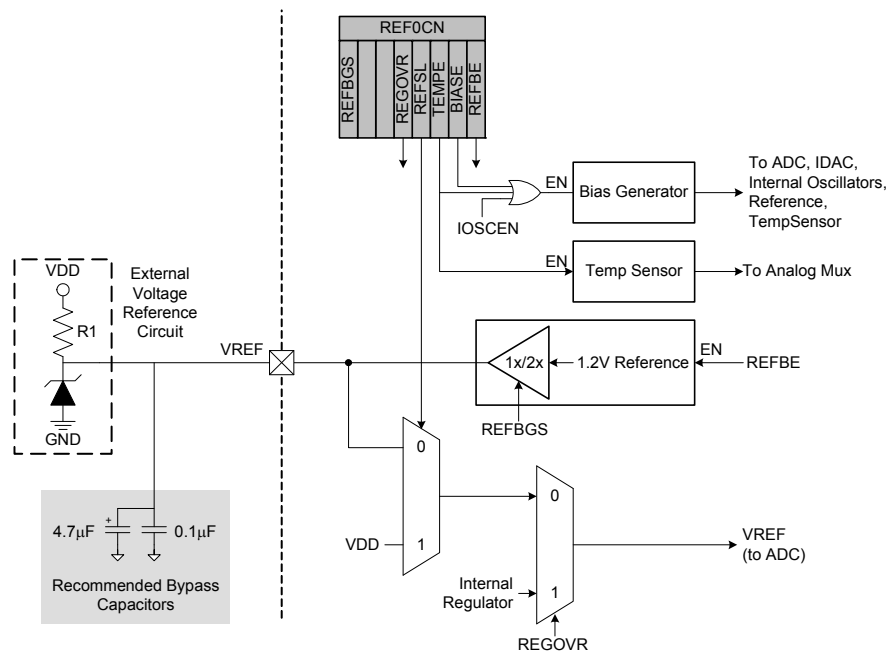 REF0CN
REFBGS
REGOVR
REFSL
TEMPE
BIASE
REFBE
EN
Bias Generator
To ADC, IDAC,
Internal Oscillators,
Reference,
TempSensor
IOSCEN
EN
Temp Sensor
To Analog Mux
VDD
R1
GND
External
Voltage
Reference
Circuit
VREF
1x/2x
1.2V Reference
EN
REFBE
REFBGS
0
VDD
1
0
Internal
Regulator
1
REGOVR
VREF
(to ADC)
4.7µF
+
0.1µF
Recommended Bypass
Capacitors